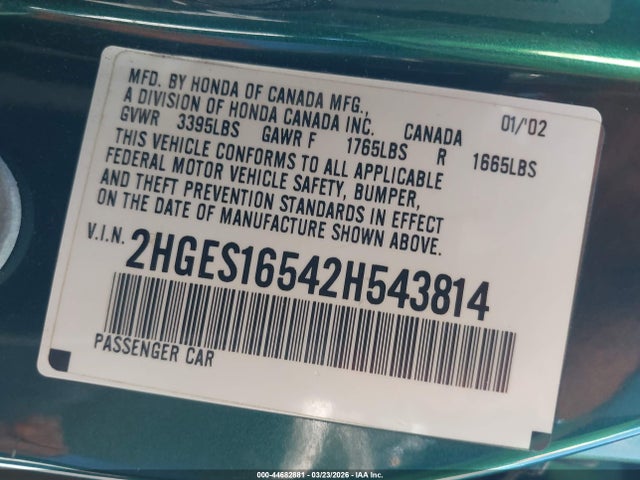 MFD. BY HONDA OF CANADA MFG.,
A DIVISION OF HONDA CANADA INC. CANADA 01/'02
GVWR 3395LBS GAWR F 1765LBS R 1665LBS
THIS VEHICLE CONFORMS TO ALL APPLICABLE
FEDERAL MOTOR VEHICLE SAFETY, BUMPER,
AND THEFT PREVENTION STANDARDS IN EFFECT
ON THE DATE OF MANUFACTURE SHOWN ABOVE.
V.I.N. 2HGES16542H543814
PASSENGER CAR
000-44682881 - 03/23/2026 - IAA Inc.